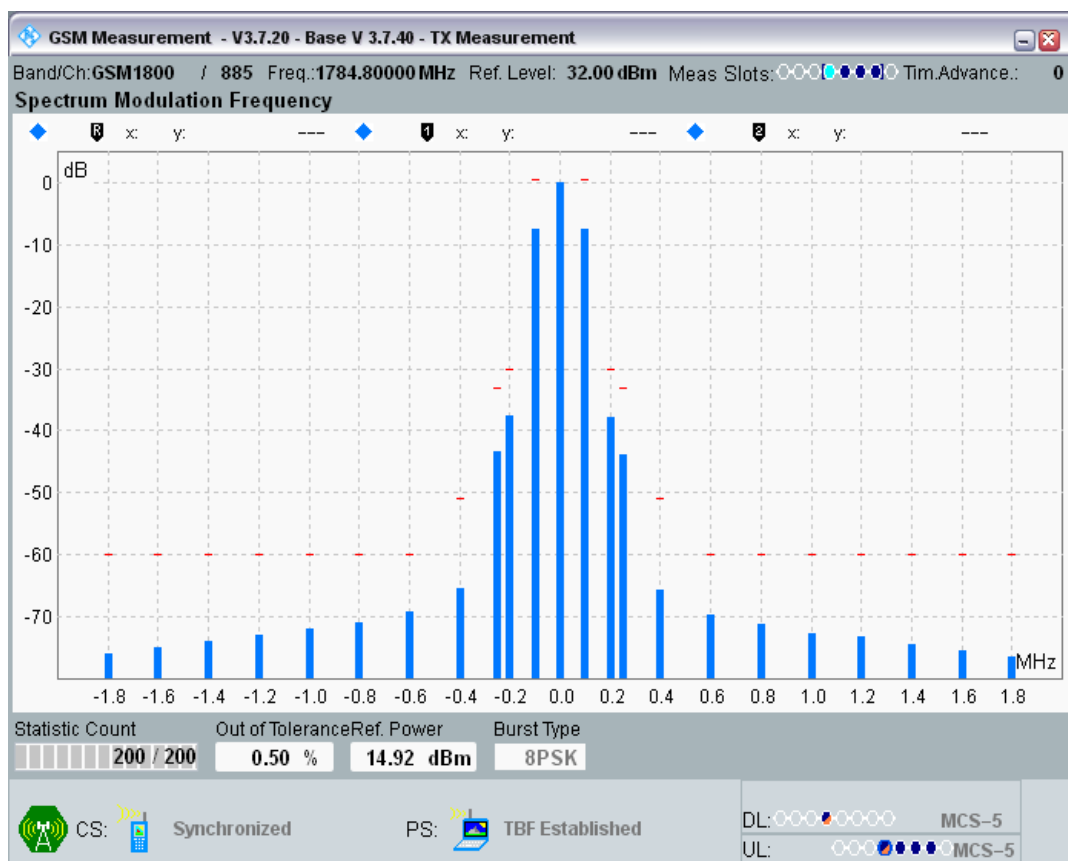 GSM Measurement - V3.7.20 - Base V 3.7.40 - TX Measurement
Band/Ch:GSM1800 / 885 Freq.:1784.80000 MHz Ref. Level: 32.00 dBm Meas Slots: Tim.Advance.: 0
Spectrum Modulation Frequency
R x: y: --- 1 x: y: --- 2 x: y: ---
dB
0
-10
-20
-30
-40
-50
-60
-70
MHz
-1.8 -1.6 -1.4 -1.2 -1.0 -0.8 -0.6 -0.4 -0.2 0.0 0.2 0.4 0.6 0.8 1.0 1.2 1.4 1.6 1.8
Statistic Count Out of Tolerance Ref. Power Burst Type
200 / 200 0.50 % 14.92 dBm 8PSK
CS: Synchronized PS: TBF Established
DL: MCS-5
UL: MCS-5